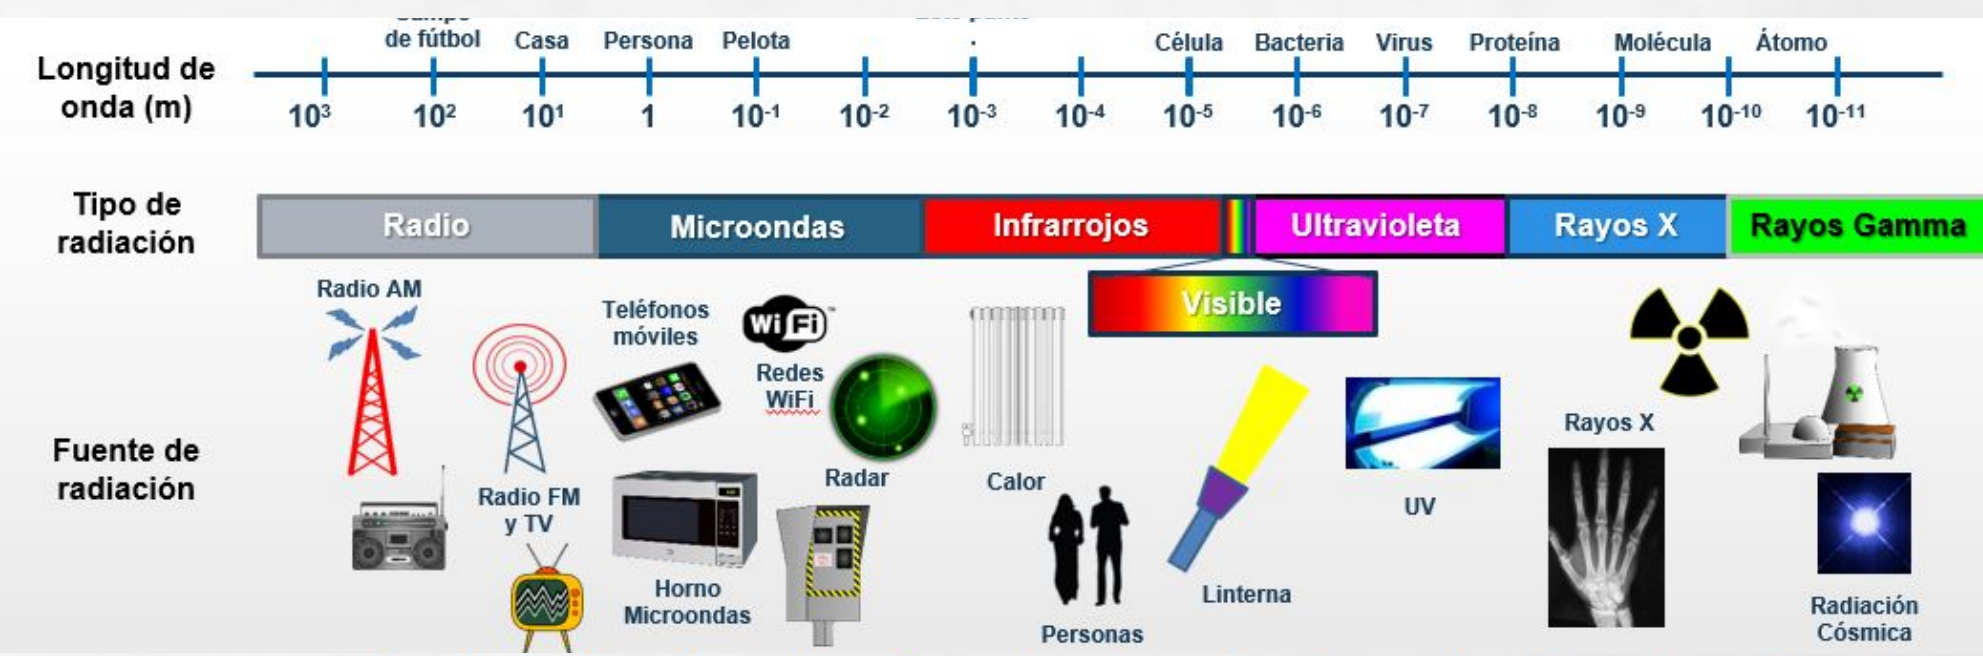 de fútbol
Casa
Persona
Pelota
.
Célula
Bacteria
Virus
Proteína
Molécula
Átomo
Longitud de
onda (m)
10³
10²
10¹
1
10⁻¹
10⁻²
10⁻³
10⁻⁴
10⁻⁵
10⁻⁶
10⁻⁷
10⁻⁸
10⁻⁹
10⁻¹⁰
10⁻¹¹
Tipo de
radiación
Radio
Microondas
Infrarrojos
Ultravioleta
Rayos X
Rayos Gamma
Visible
Fuente de
radiación
Radio AM
Radio FM
y TV
Teléfonos
móviles
Wi Fi
™
Redes
WiFi
Radar
Horno
Microondas
Calor
Personas
Linterna
UV
Rayos X
Radiación
Cósmica